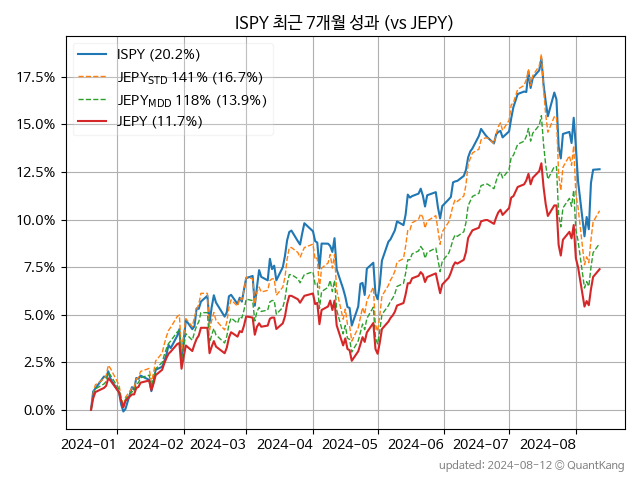 ISPY 최근 7개월 성과 (vs JEPY)
ISPY (20.2%)
JEPYSTD 141% (16.7%)
JEPYMDD 118% (13.9%)
JEPY (11.7%)
17.5%
15.0%
12.5%
10.0%
7.5%
5.0%
2.5%
0.0%
2024-01 2024-02 2024-03 2024-04 2024-05 2024-06 2024-07 2024-08
updated: 2024-08-12 © QuantKang